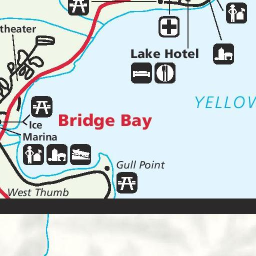 theater
Lake Hotel
YELLOW
Bridge Bay
Ice
Marina
Gull Point
West Thumb